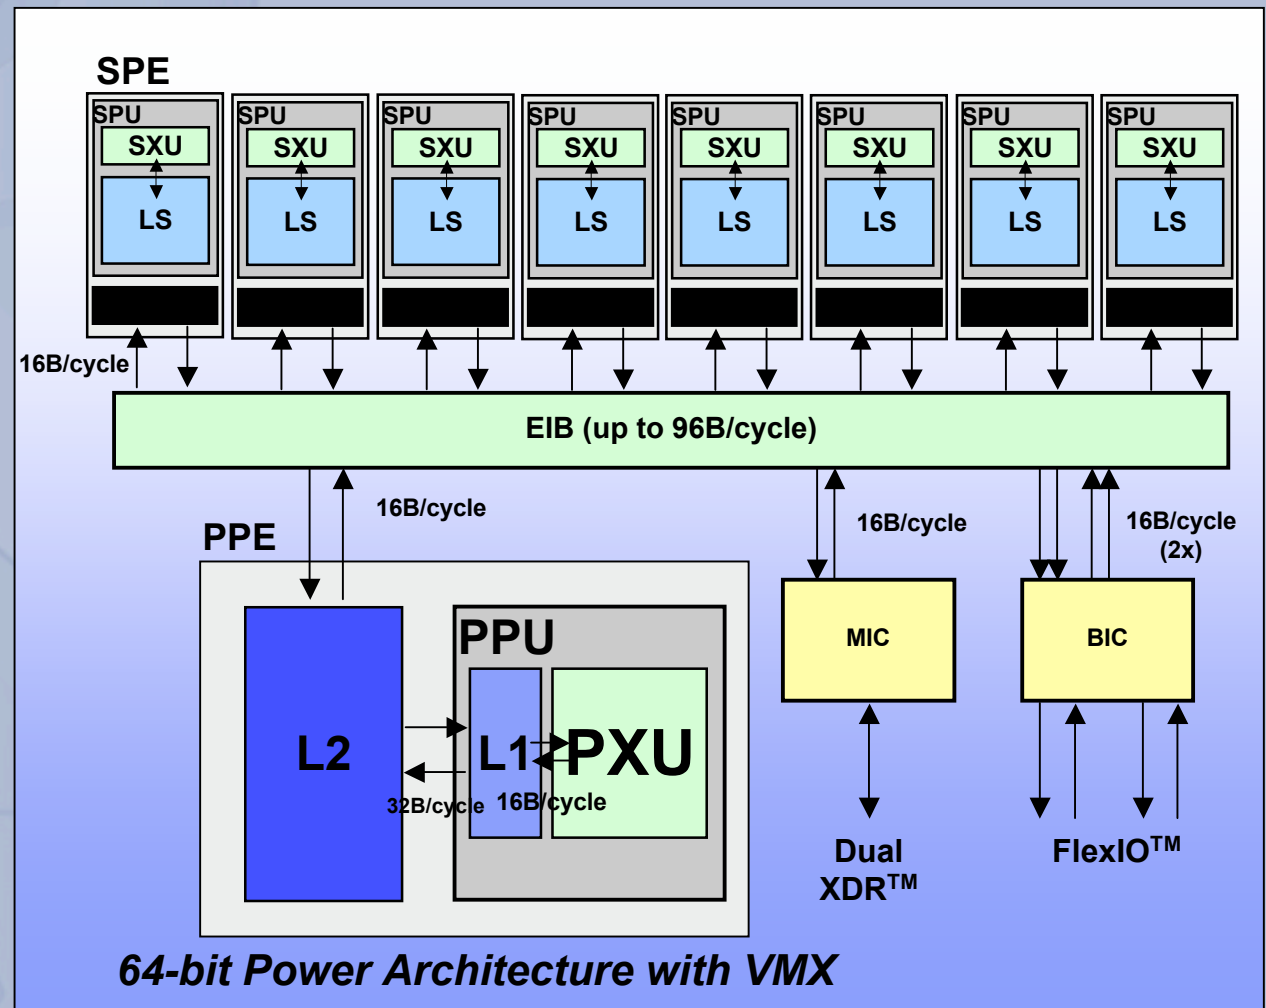 SPE
SPU SPU SPU SPU SPU SPU SPU SPU
SXU SXU SXU SXU SXU SXU SXU SXU
LS LS LS LS LS LS LS LS
16B/cycle
EIB (up to 96B/cycle)
16B/cycle
16B/cycle
16B/cycle
(2x)
PPE
PPU
MIC
BIC
L2
L1
PXU
32B/cycle
16B/cycle
Dual
XDR™
FlexIO™
64-bit Power Architecture with VMX